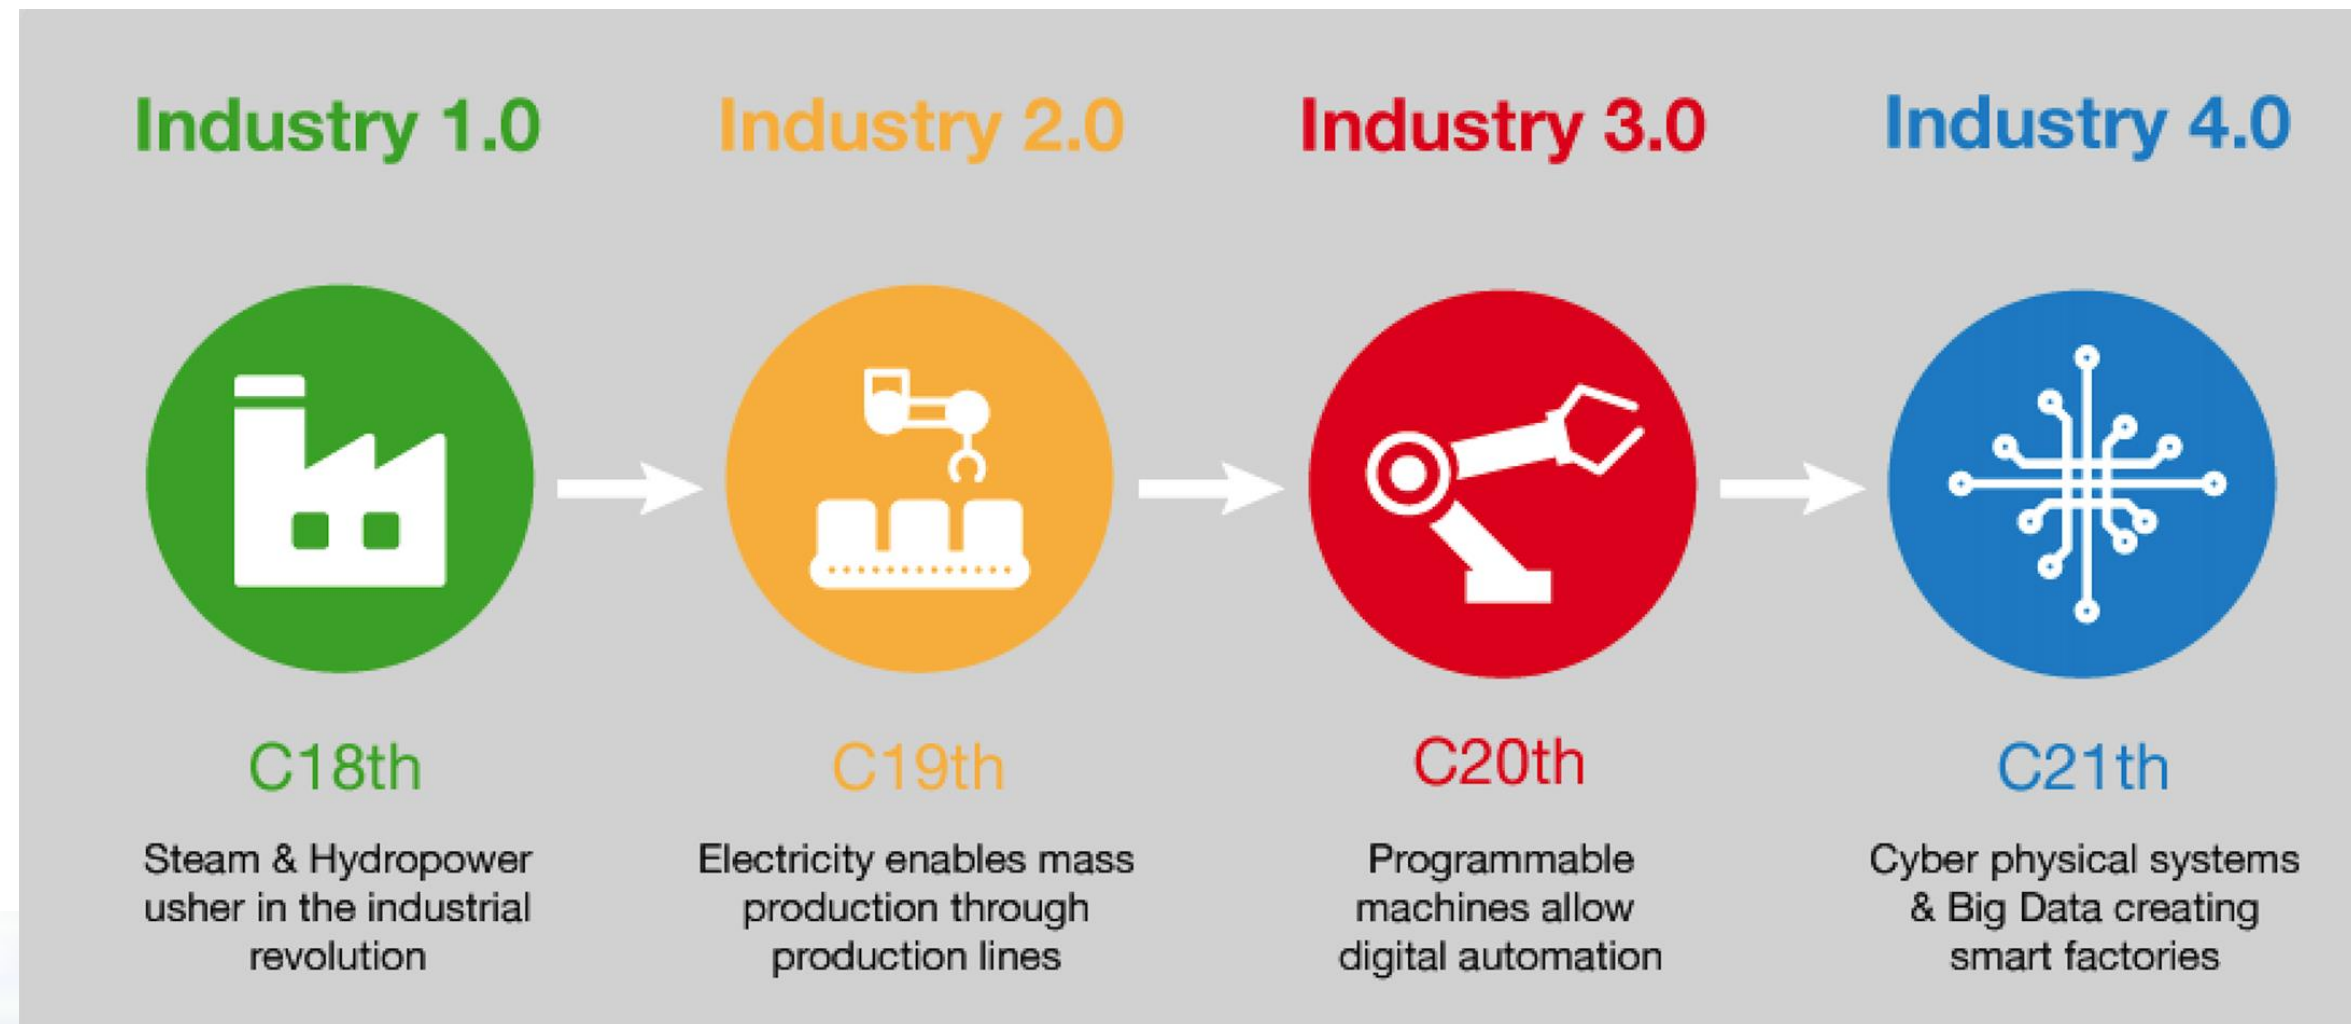 Industry 1.0
Industry 2.0
Industry 3.0
Industry 4.0
C18th
C19th
C20th
C21th
Steam & Hydropower
usher in the industrial
revolution
Electricity enables mass
production through
production lines
Programmable
machines allow
digital automation
Cyber physical systems
& Big Data creating
smart factories